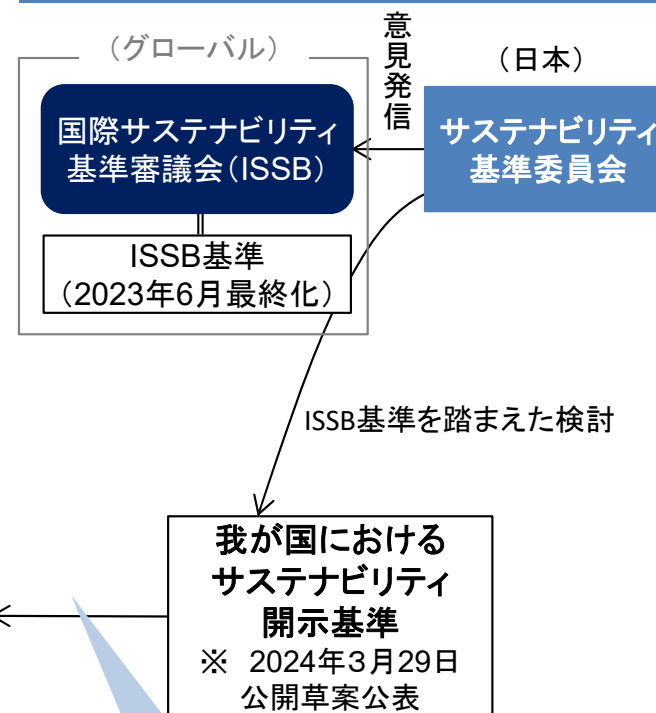 （グローバル）
意見発信
（日本）
国際サステナビリティ
基準審議会（ISSB）
サステナビリティ
基準委員会
ISSB基準
（2023年6月最終化）
ISSB基準を踏まえた検討
我が国における
サステナビリティ
開示基準
※ 2024年３月29日
公開草案公表